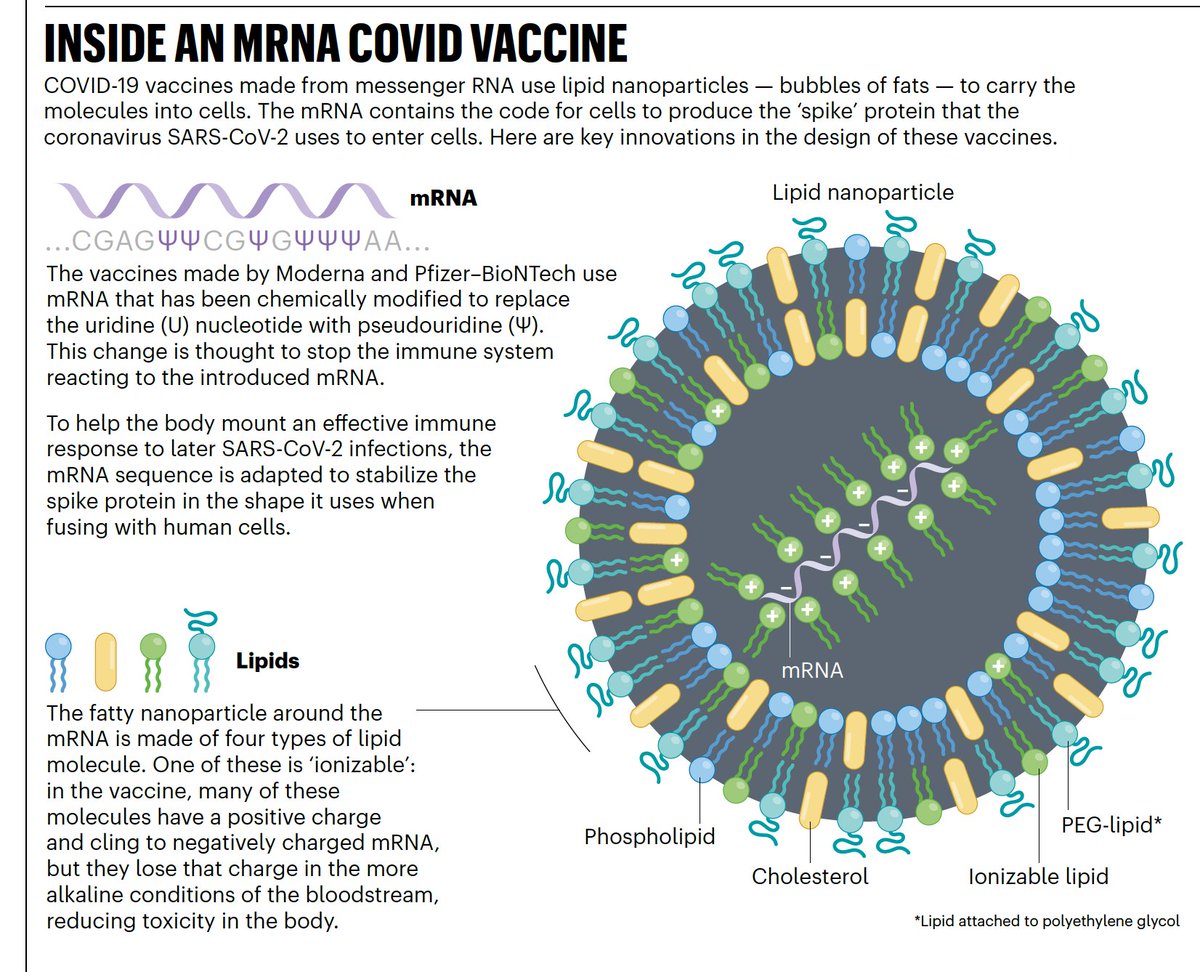 INSIDE AN MRNA COVID VACCINE
COVID-19 vaccines made from messenger RNA use lipid nanoparticles — bubbles of fats — to carry the
molecules into cells. The mRNA contains the code for cells to produce the ‘spike’ protein that the
coronavirus SARS-CoV-2 uses to enter cells. Here are key innovations in the design of these vaccines.
mRNA
...CGAGΨΨCGΨGΨΨΨAA...
The vaccines made by Moderna and Pfizer–BioNTech use
mRNA that has been chemically modified to replace
the uridine (U) nucleotide with pseudouridine (Ψ).
This change is thought to stop the immune system
reacting to the introduced mRNA.
To help the body mount an effective immune
response to later SARS-CoV-2 infections, the
mRNA sequence is adapted to stabilize the
spike protein in the shape it uses when
fusing with human cells.
Lipids
The fatty nanoparticle around the
mRNA is made of four types of lipid
molecule. One of these is ‘ionizable’:
in the vaccine, many of these
molecules have a positive charge
and cling to negatively charged mRNA,
but they lose that charge in the more
alkaline conditions of the bloodstream,
reducing toxicity in the body.
Lipid nanoparticle
mRNA
Phospholipid
Cholesterol
Ionizable lipid
PEG-lipid*
*Lipid attached to polyethylene glycol